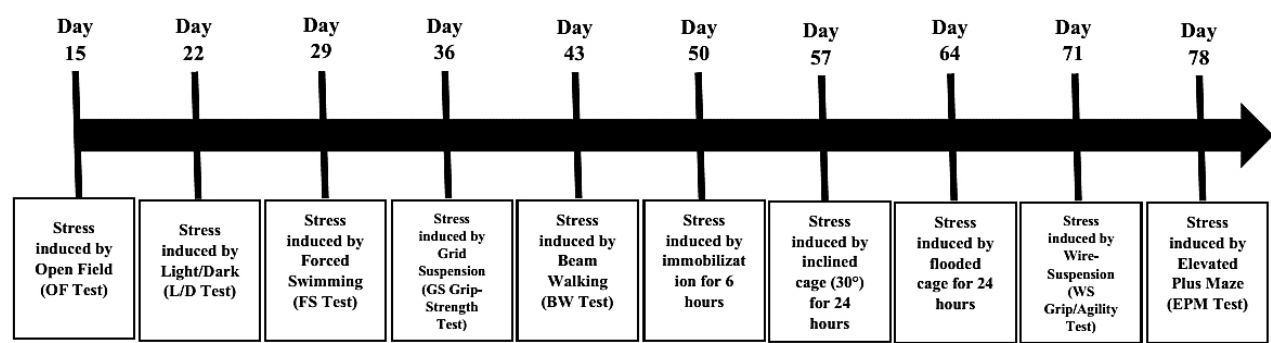 Day
15
Day
22
Day
29
Day
36
Day
43
Day
50
Day
57
Day
64
Day
71
Day
78
Stress
induced by
Open Field
(OF Test)
Stress
induced by
Light/Dark
(L/D Test)
Stress
induced by
Forced
Swimming
(FS Test)
Stress
induced by
Grid
Suspension
(GS Grip-
Strength
Test)
Stress
induced by
Beam
Walking
(BW Test)
Stress
induced by
immobilizat
ion for 6
hours
Stress
induced by
inclined
cage (30°)
for 24
hours
Stress
induced by
flooded
cage for 24
hours
Stress
induced by
Wire-
Suspension
(WS
Grip/Agility
Test)
Stress
induced by
Elevated
Plus Maze
(EPM Test)